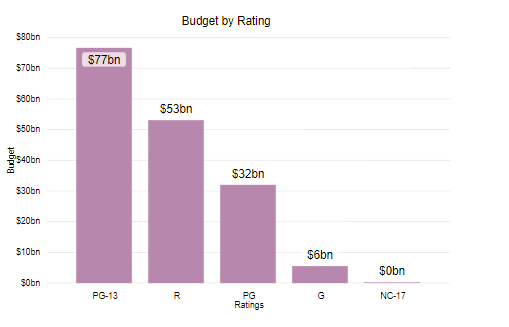 Budget by Rating
$80bn
$70bn
$60bn
$50bn
$40bn
$30bn
$20bn
$10bn
$0bn
Budget
$77bn
$53bn
$32bn
$6bn
$0bn
PG-13 R PG G NC-17
Ratings